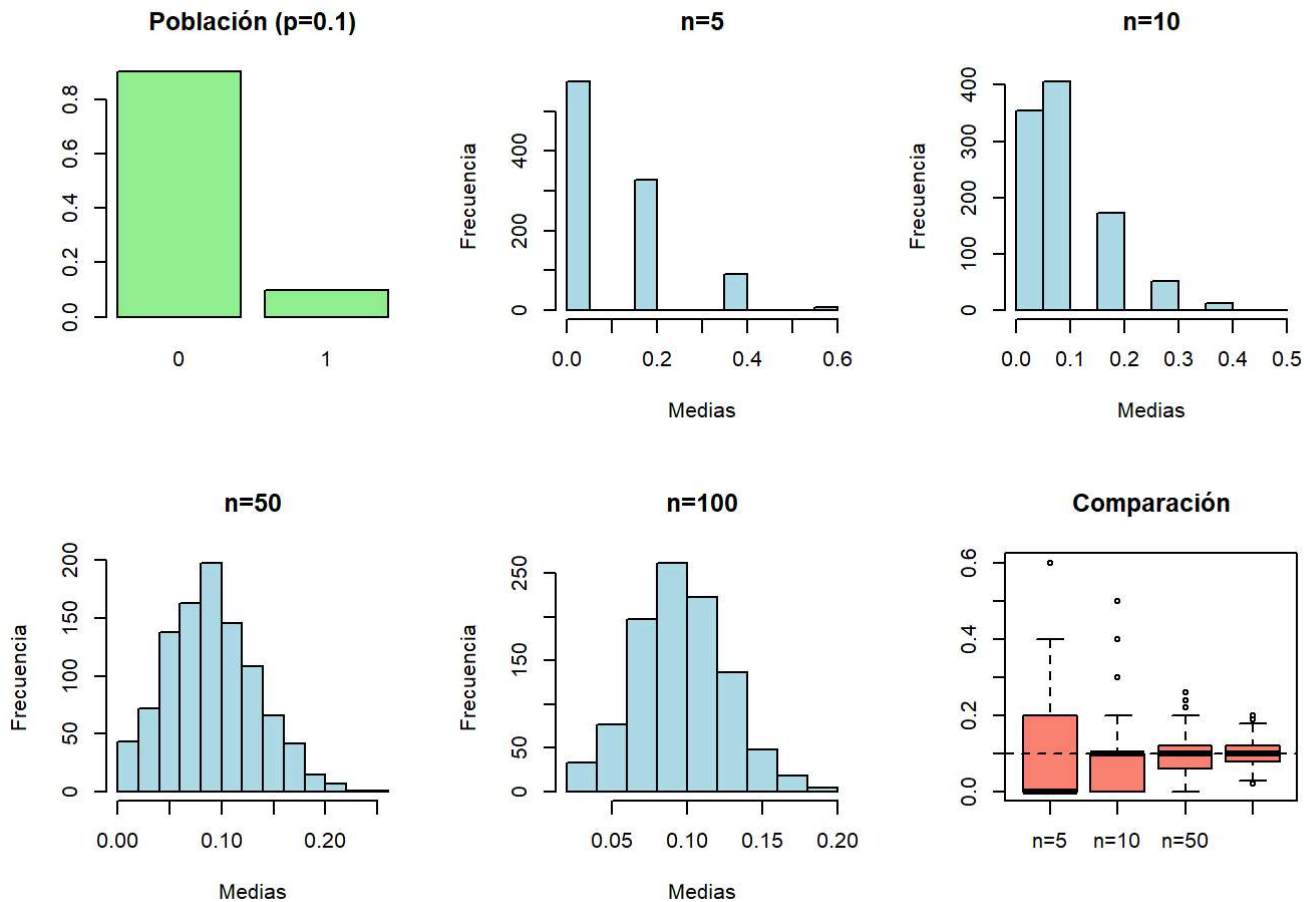 Población (p=0.1)
0.0 0.2 0.4 0.6 0.8
0 1
n=5
Frecuencia
0 200 400
0.0 0.2 0.4 0.6
Medias
n=10
Frecuencia
0 100 200 300 400
0.0 0.1 0.2 0.3 0.4 0.5
Medias
n=50
Frecuencia
0 50 100 150 200
0.00 0.10 0.20
Medias
n=100
Frecuencia
0 50 150 250
0.05 0.10 0.15 0.20
Medias
Comparación
0.0 0.2 0.4 0.6
n=5 n=10 n=50